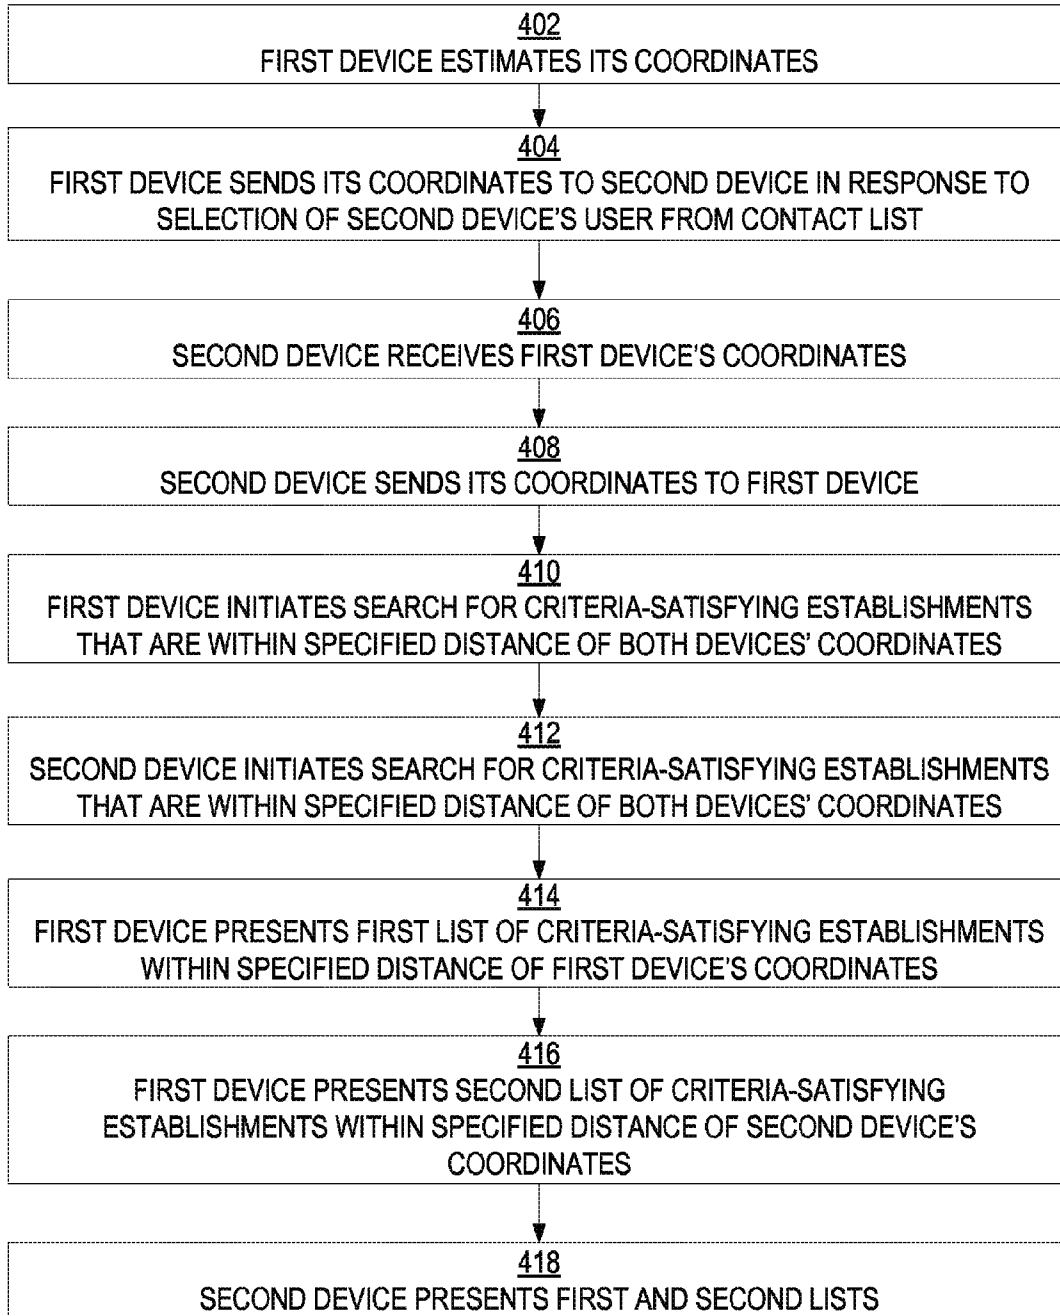 402
FIRST DEVICE ESTIMATES ITS COORDINATES
404
FIRST DEVICE SENDS ITS COORDINATES TO SECOND DEVICE IN RESPONSE TO
SELECTION OF SECOND DEVICE'S USER FROM CONTACT LIST
406
SECOND DEVICE RECEIVES FIRST DEVICE'S COORDINATES
408
SECOND DEVICE SENDS ITS COORDINATES TO FIRST DEVICE
410
FIRST DEVICE INITIATES SEARCH FOR CRITERIA-SATISFYING ESTABLISHMENTS
THAT ARE WITHIN SPECIFIED DISTANCE OF BOTH DEVICES' COORDINATES
412
SECOND DEVICE INITIATES SEARCH FOR CRITERIA-SATISFYING ESTABLISHMENTS
THAT ARE WITHIN SPECIFIED DISTANCE OF BOTH DEVICES' COORDINATES
414
FIRST DEVICE PRESENTS FIRST LIST OF CRITERIA-SATISFYING ESTABLISHMENTS
WITHIN SPECIFIED DISTANCE OF FIRST DEVICE'S COORDINATES
416
FIRST DEVICE PRESENTS SECOND LIST OF CRITERIA-SATISFYING
ESTABLISHMENTS WITHIN SPECIFIED DISTANCE OF SECOND DEVICE'S
COORDINATES
418
SECOND DEVICE PRESENTS FIRST AND SECOND LISTS